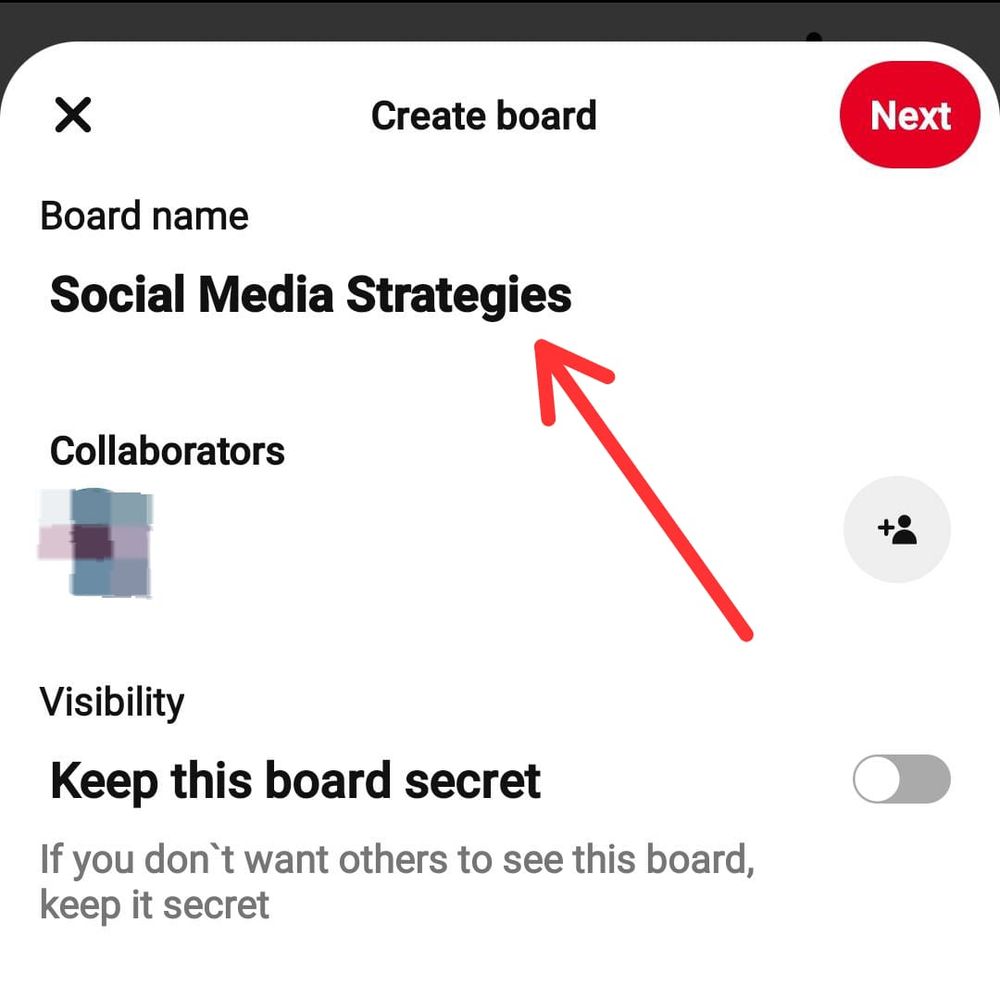 Create board
Next
Board name
Social Media Strategies
Collaborators
Visibility
Keep this board secret
If you don`t want others to see this board,
keep it secret